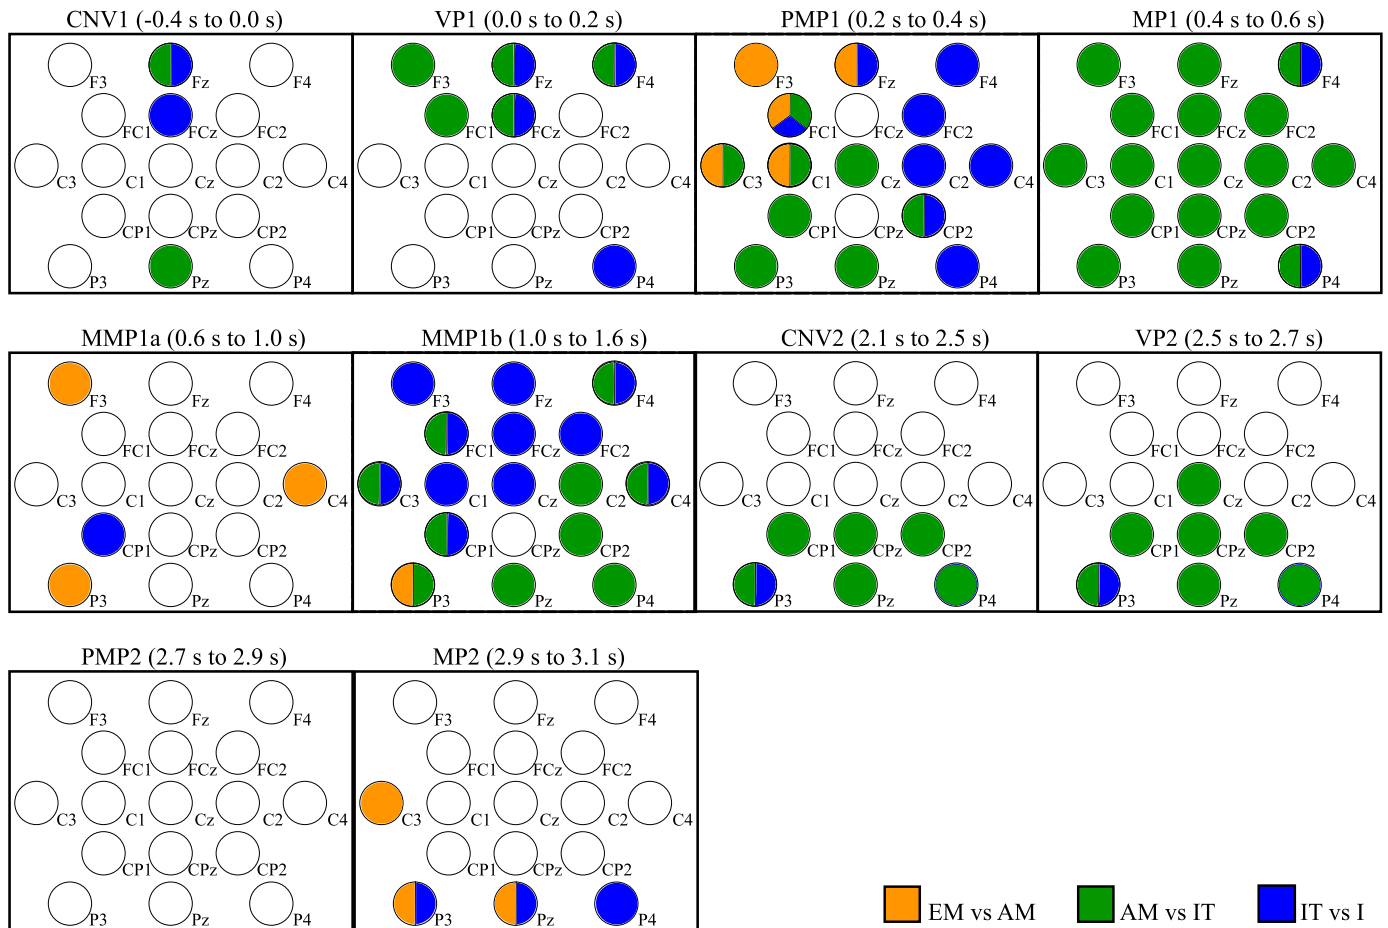 CNV1 (-0.4 s to 0.0 s) VP1 (0.0 s to 0.2 s) PMP1 (0.2 s to 0.4 s) MP1 (0.4 s to 0.6 s)
F3 Fz F4 F3 Fz F4 F3 Fz F4 F3 Fz F4
FC1 FCz FC2 FC1 FCz FC2 FC1 FCz FC2 FC1 FCz FC2
C3 C1 Cz C2 C4 C3 C1 Cz C2 C4 C3 C1 Cz C2 C4 C3 C1 Cz C2 C4
CP1 CPz CP2 CP1 CPz CP2 CP1 CPz CP2 CP1 CPz CP2
P3 Pz P4 P3 Pz P4 P3 Pz P4 P3 Pz P4
MMP1a (0.6 s to 1.0 s) MMP1b (1.0 s to 1.6 s) CNV2 (2.1 s to 2.5 s) VP2 (2.5 s to 2.7 s)
F3 Fz F4 F3 Fz F4 F3 Fz F4 F3 Fz F4
FC1 FCz FC2 FC1 FCz FC2 FC1 FCz FC2 FC1 FCz FC2
C3 C1 Cz C2 C4 C3 C1 Cz C2 C4 C3 C1 Cz C2 C4 C3 C1 Cz C2 C4
CP1 CPz CP2 CP1 CPz CP2 CP1 CPz CP2 CP1 CPz CP2
P3 Pz P4 P3 Pz P4 P3 Pz P4 P3 Pz P4
PMP2 (2.7 s to 2.9 s) MP2 (2.9 s to 3.1 s)
F3 Fz F4 F3 Fz F4
FC1 FCz FC2 FC1 FCz FC2
C3 C1 Cz C2 C4 C3 C1 Cz C2 C4
CP1 CPz CP2 CP1 CPz CP2
P3 Pz P4 P3 Pz P4
EM vs AM AM vs IT IT vs I